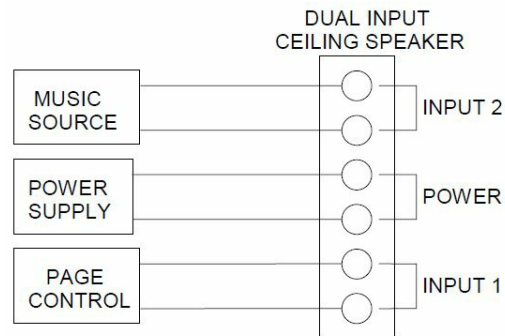 DUAL INPUT
CEILING SPEAKER
MUSIC
SOURCE
INPUT 2
POWER
SUPPLY
POWER
PAGE
CONTROL
INPUT 1